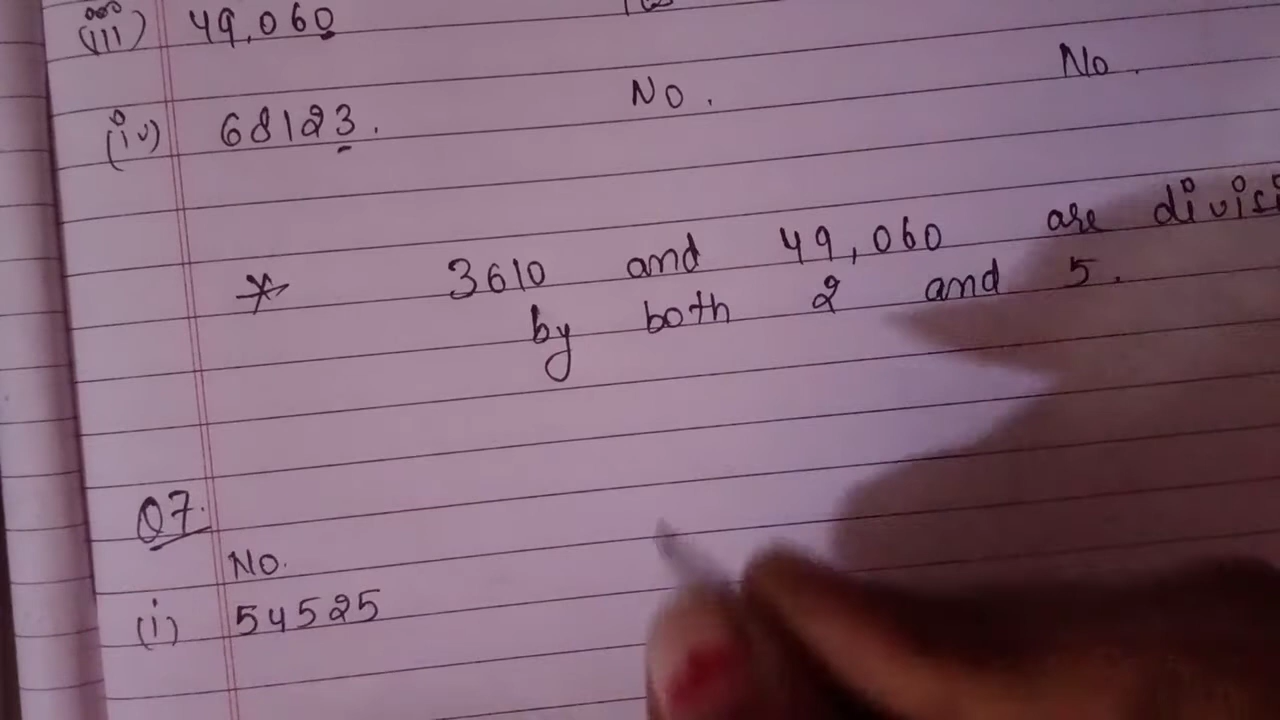 (iii) 49,060
(iv) 68123. No. No.
* 3610 and 49,060 are divisi
by both 2 and 5.
Q7.
No.
(i) 54525